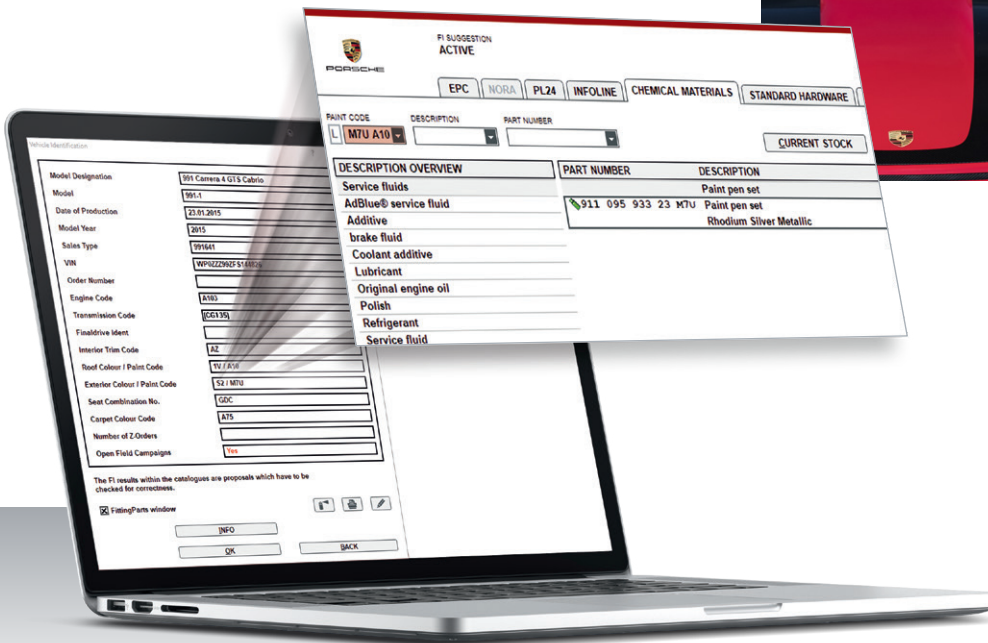 PORSCHE
FI SUGGESTION
ACTIVE
EPC NORA PL24 INFOLINE CHEMICAL MATERIALS STANDARD HARDWARE
PAINT CODE DESCRIPTION PART NUMBER
L M7U A10
CURRENT STOCK
DESCRIPTION OVERVIEW PART NUMBER DESCRIPTION
Service fluids Paint pen set
AdBlue® service fluid 911 095 933 23 M7U Paint pen set
Additive Rhodium Silver Metallic
brake fluid
Coolant additive
Lubricant
Original engine oil
Polish
Refrigerant
Service fluid
Vehicle Identification
Model Designation 991 Carrera 4 GTS Cabrio
Model 991-1
Date of Production 23.01.2015
Model Year 2015
Sales Type 991641
VIN
Order Number
Engine Code A103
Transmission Code (CG135)
Finaldrive Ident
Interior Trim Code AZ
Roof Colour / Paint Code 1V / A10
Exterior Colour / Paint Code S2 / M7U
Seat Combination No. GDC
Carpet Colour Code A75
Number of Z-Orders
Open Field Campaigns Yes
The FI results within the catalogues are proposals which have to be
checked for correctness.
FittingParts window
INFO
OK BACK